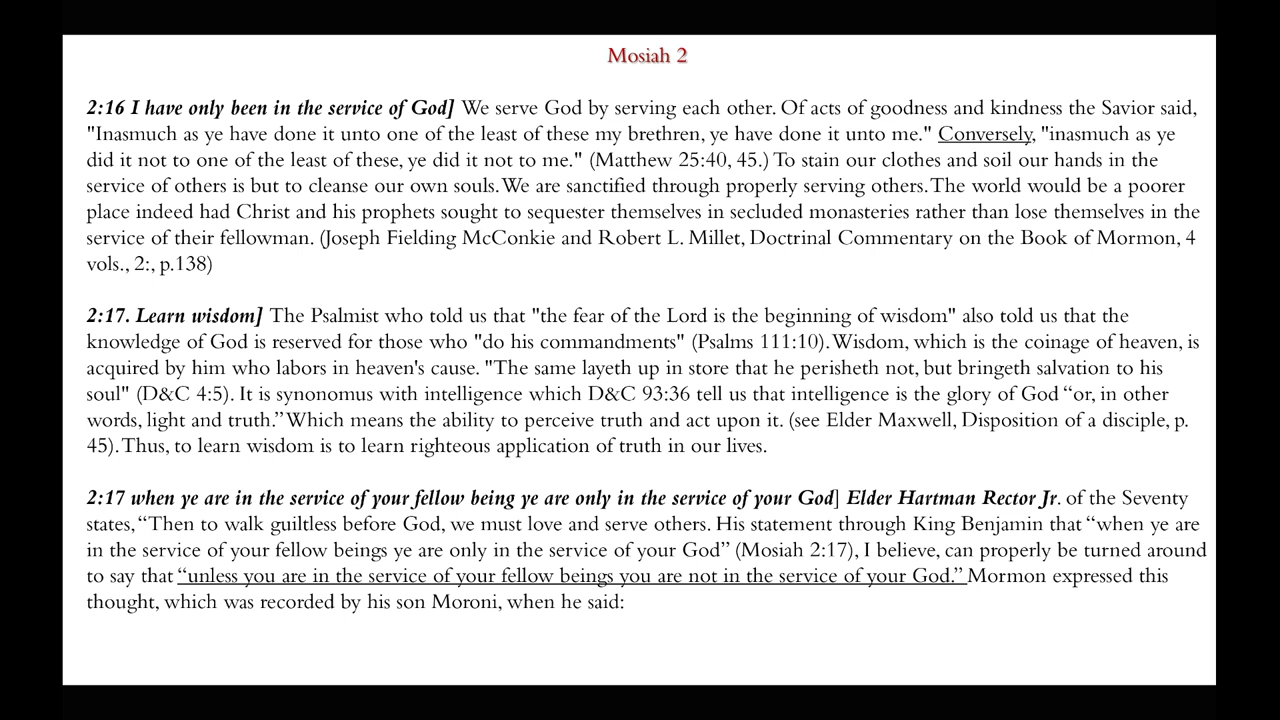 Mosiah 2
2:16 I have only been in the service of God] We serve God by serving each other. Of acts of goodness and kindness the Savior said,
"Inasmuch as ye have done it unto one of the least of these my brethren, ye have done it unto me." Conversely, "inasmuch as ye
did it not to one of the least of these, ye did it not to me." (Matthew 25:40, 45.) To stain our clothes and soil our hands in the
service of others is but to cleanse our own souls. We are sanctified through properly serving others. The world would be a poorer
place indeed had Christ and his prophets sought to sequester themselves in secluded monasteries rather than lose themselves in the
service of their fellowman. (Joseph Fielding McConkie and Robert L. Millet, Doctrinal Commentary on the Book of Mormon, 4
vols., 2:, p.138)
2:17. Learn wisdom] The Psalmist who told us that "the fear of the Lord is the beginning of wisdom" also told us that the
knowledge of God is reserved for those who "do his commandments" (Psalms 111:10). Wisdom, which is the coinage of heaven, is
acquired by him who labors in heaven's cause. "The same layeth up in store that he perisheth not, but bringeth salvation to his
soul" (D&C 4:5). It is synonomus with intelligence which D&C 93:36 tell us that intelligence is the glory of God “or, in other
words, light and truth.” Which means the ability to perceive truth and act upon it. (see Elder Maxwell, Disposition of a disciple, p.
45). Thus, to learn wisdom is to learn righteous application of truth in our lives.
2:17 when ye are in the service of your fellow being ye are only in the service of your God] Elder Hartman Rector Jr. of the Seventy
states, “Then to walk guiltless before God, we must love and serve others. His statement through King Benjamin that “when ye are
in the service of your fellow beings ye are only in the service of your God” (Mosiah 2:17), I believe, can properly be turned around
to say that “unless you are in the service of your fellow beings you are not in the service of your God.” Mormon expressed this
thought, which was recorded by his son Moroni, when he said: